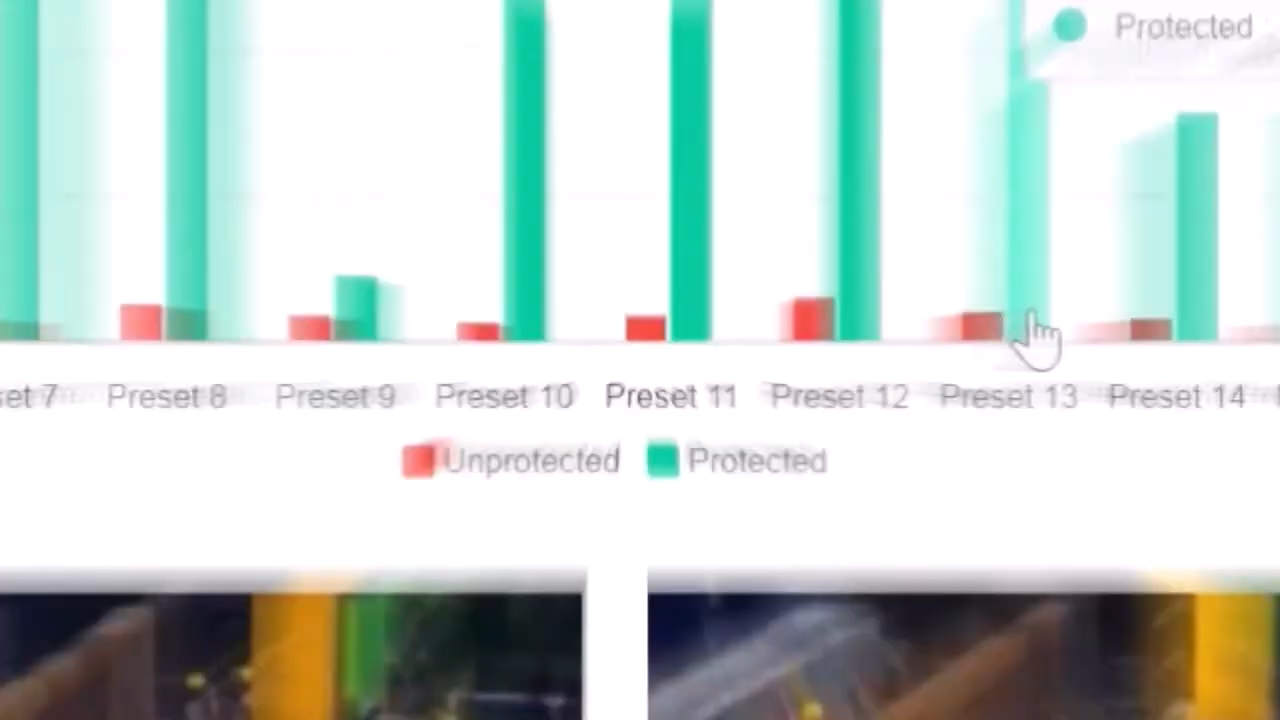 Protected
set 7 Preset 8 Preset 9 Preset 10 Preset 11 Preset 12 Preset 13 Preset 14
Unprotected Protected